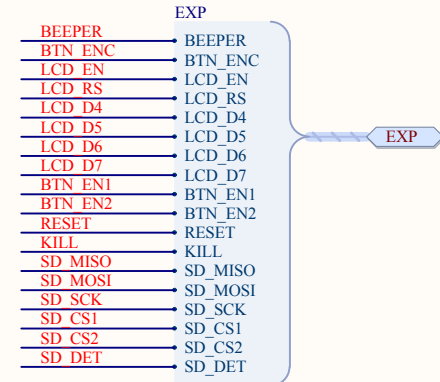 EXP
BEEPER BEEPER
BTN_ENC BTN_ENC
LCD_EN LCD_EN
LCD_RS LCD_RS
LCD_D4 LCD_D4
LCD_D5 LCD_D5 EXP
LCD_D6 LCD_D6
LCD_D7 LCD_D7
BTN_EN1 BTN_EN1
BTN_EN2 BTN_EN2
RESET RESET
KILL KILL
SD_MISO SD_MISO
SD_MOSI SD_MOSI
SD_SCK SD_SCK
SD_CS1 SD_CS1
SD_CS2 SD_CS2
SD_DET SD_DET